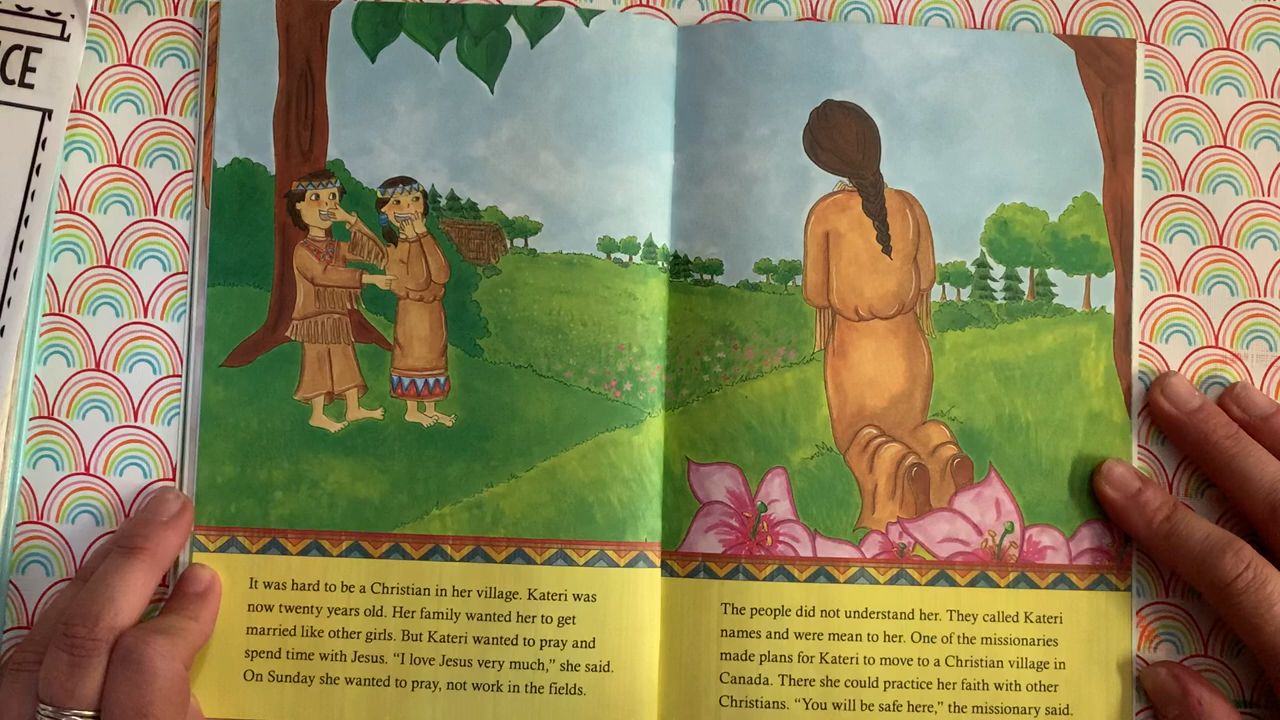 CE
It was hard to be a Christian in her village. Kateri was
now twenty years old. Her family wanted her to get
married like other girls. But Kateri wanted to pray and
spend time with Jesus. “I love Jesus very much,” she said.
On Sunday she wanted to pray, not work in the fields.
The people did not understand her. They called Kateri
names and were mean to her. One of the missionaries
made plans for Kateri to move to a Christian village in
Canada. There she could practice her faith with other
Christians. “You will be safe here,” the missionary said.